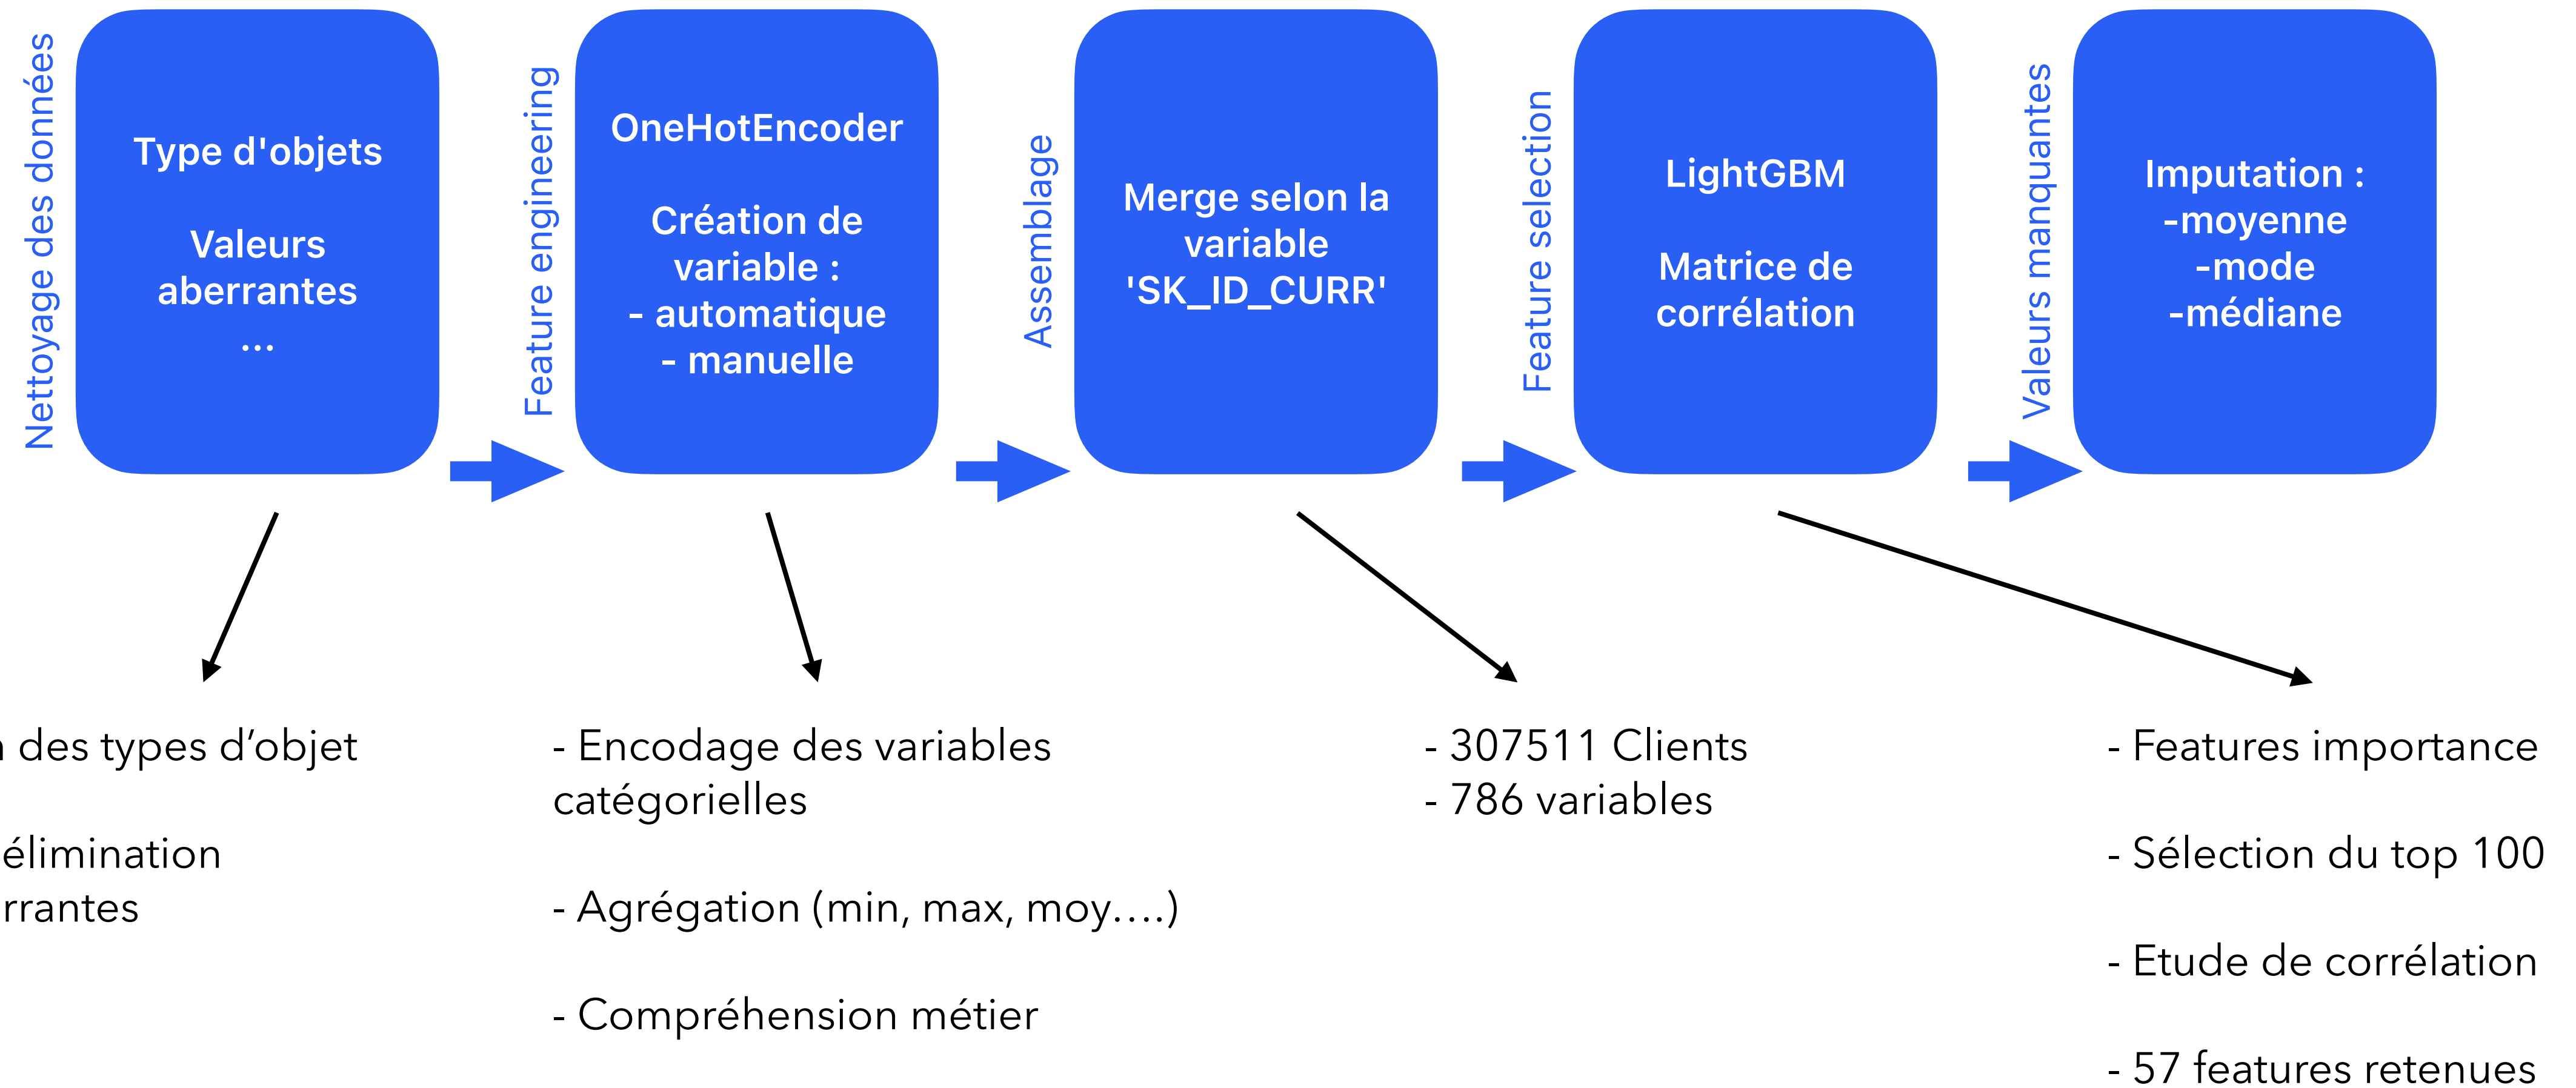 Nettoyage des données
Type d'objets
Valeurs
aberrantes
...
Feature engineering
OneHotEncoder
Création de
variable :
- automatique
- manuelle
Assemblage
Merge selon la
variable
'SK_ID_CURR'
Feature selection
LightGBM
Matrice de
corrélation
Valeurs manquantes
Imputation :
-moyenne
-mode
-médiane
des types d’objet
élimination
- Encodage des variables
catégorielles
- Agrégation (min, max, moy....)
- Compréhension métier
- 307511 Clients
- 786 variables
- Features importance
- Sélection du top 100
- Etude de corrélation
- 57 features retenues